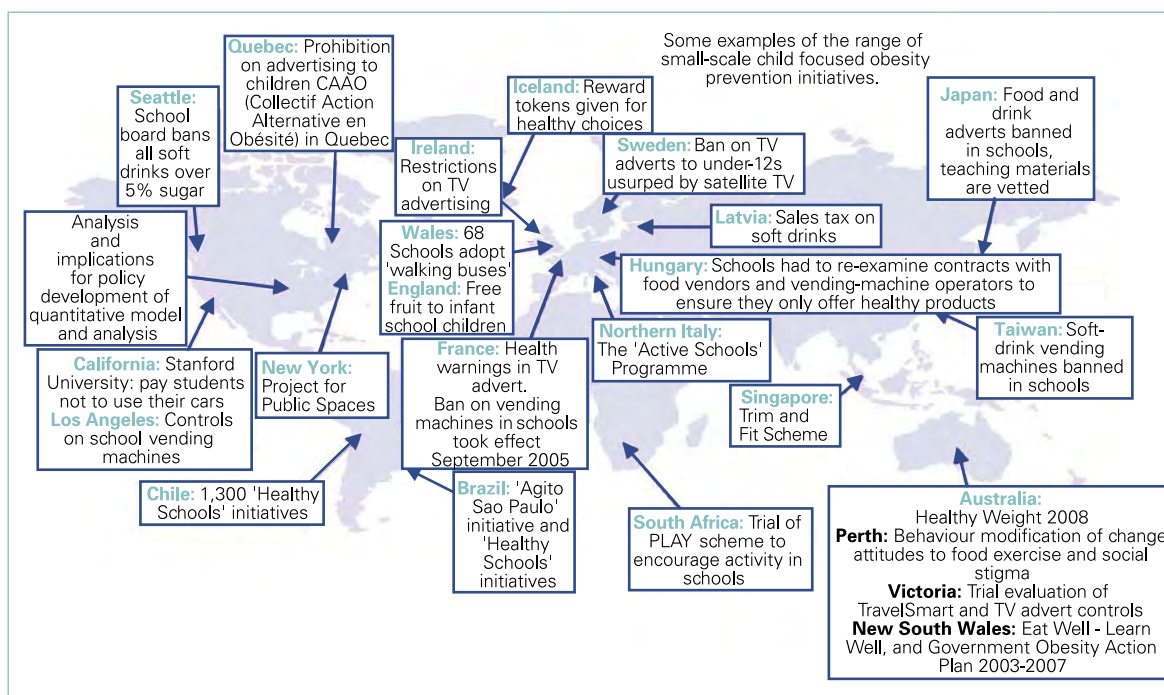 Some examples of the range of
small-scale child focused obesity
prevention initiatives.
Quebec: Prohibition
on advertising to
children CAAO
(Collectif Action
Alternative en
Obésité) in Quebec
Seattle:
School
board bans
all soft
drinks over
5% sugar
Iceland: Reward
tokens given for
healthy choices
Japan: Food and
drink
adverts banned
in schools,
teaching materials
are vetted
Ireland:
Restrictions
on TV
advertising
Sweden: Ban on TV
adverts to under-12s
usurped by satellite TV
Analysis
and
implications
for policy
development of
quantitative model
and analysis
Wales: 68
Schools adopt
'walking buses'
England: Free
fruit to infant
school children
Latvia: Sales tax on
soft drinks
Hungary: Schools had to re-examine contracts with
food vendors and vending-machine operators to
ensure they only offer healthy products
California: Stanford
University: pay students
not to use their cars
Los Angeles: Controls
on school vending
machines
New York:
Project for
Public Spaces
France: Health
warnings in TV
advert.
Ban on vending
machines in schools
took effect
September 2005
Northern Italy:
The 'Active Schools'
Programme
Taiwan: Soft-
drink vending
machines banned
in schools
Singapore:
Trim and
Fit Scheme
Chile: 1,300 'Healthy
Schools' initiatives
Brazil: 'Agito
Sao Paulo'
initiative and
'Healthy
Schools'
initiatives
South Africa: Trial of
PLAY scheme to
encourage activity in
schools
Australia:
Healthy Weight 2008
Perth: Behaviour modification of change
attitudes to food exercise and social
stigma
Victoria: Trial evaluation of
TravelSmart and TV advert controls
New South Wales: Eat Well - Learn
Well, and Government Obesity Action
Plan 2003-2007